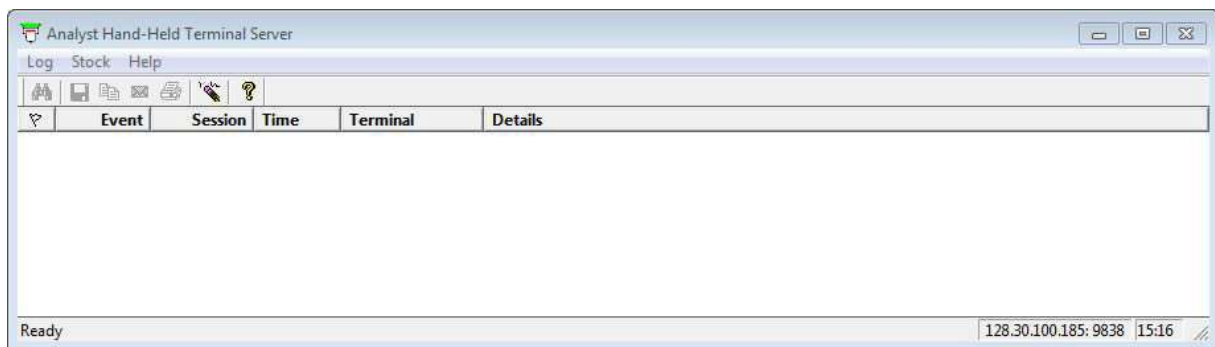 Analyst Hand-Held Terminal Server
Log Stock Help
Event Session Time Terminal Details
Ready 128.30.100.185: 9838 15:16